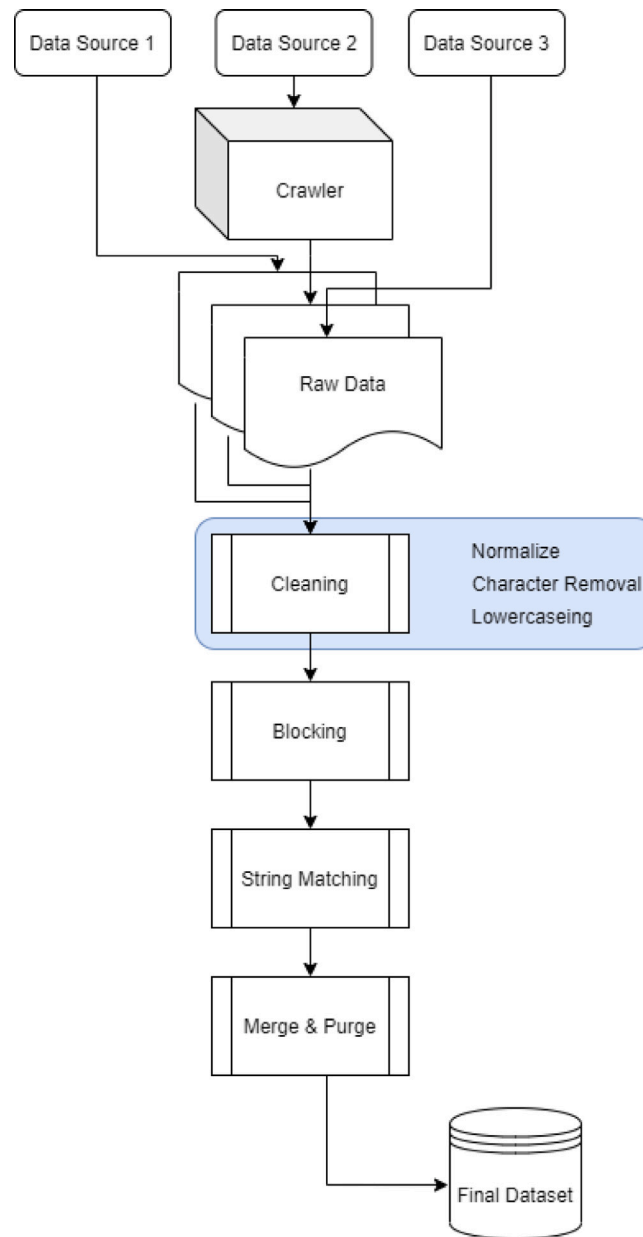 Data Source 1
Data Source 2
Data Source 3
Crawler
Raw Data
Cleaning
Normalize
Character Removal
Lowercaseing
Blocking
String Matching
Merge & Purge
Final Dataset